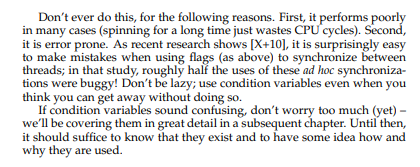 Don't ever do this, for the following reasons. First, it performs poorly
in many cases (spinning for a long time just wastes CPU cycles). Second,
it is error prone. As recent research shows [X+10], it is surprisingly easy
to make mistakes when using flags (as above) to synchronize between
threads; in that study, roughly half the uses of these ad hoc synchroniza-
tions were buggy! Don't be lazy; use condition variables even when you
think you can get away without doing so.
If condition variables sound confusing, don't worry too much (yet) –
we'll be covering them in great detail in a subsequent chapter. Until then,
it should suffice to know that they exist and to have some idea how and
why they are used.